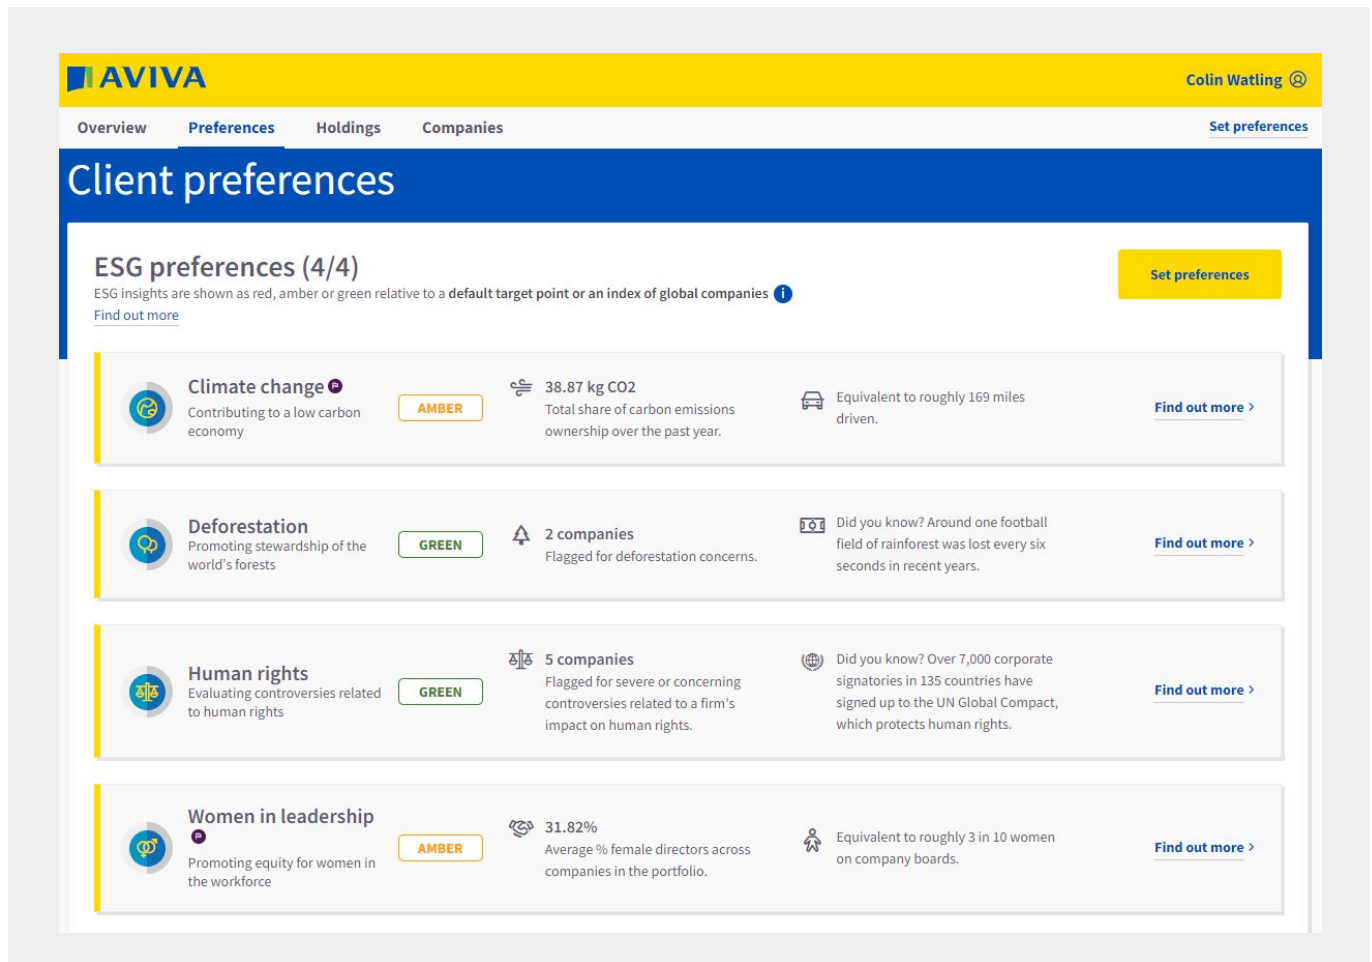 AVIVA
Colin Watling
Overview Preferences Holdings Companies
Set preferences
Client preferences
ESG preferences (4/4)
ESG insights are shown as red, amber or green relative to a default target point or an index of global companies i
Find out more
Set preferences
Climate change P
Contributing to a low carbon
economy
AMBER
38.87 kg CO2
Total share of carbon emissions
ownership over the past year.
Equivalent to roughly 169 miles
driven.
Find out more >
Deforestation
Promoting stewardship of the
world's forests
GREEN
2 companies
Flagged for deforestation concerns.
Did you know? Around one football
field of rainforest was lost every six
seconds in recent years.
Find out more >
Human rights
Evaluating controversies related
to human rights
GREEN
5 companies
Flagged for severe or concerning
controversies related to a firm's
impact on human rights.
Did you know? Over 7,000 corporate
signatories in 135 countries have
signed up to the UN Global Compact,
which protects human rights.
Find out more >
Women in leadership
P
Promoting equity for women in
the workforce
AMBER
31.82%
Average % female directors across
companies in the portfolio.
Equivalent to roughly 3 in 10 women
on company boards.
Find out more >